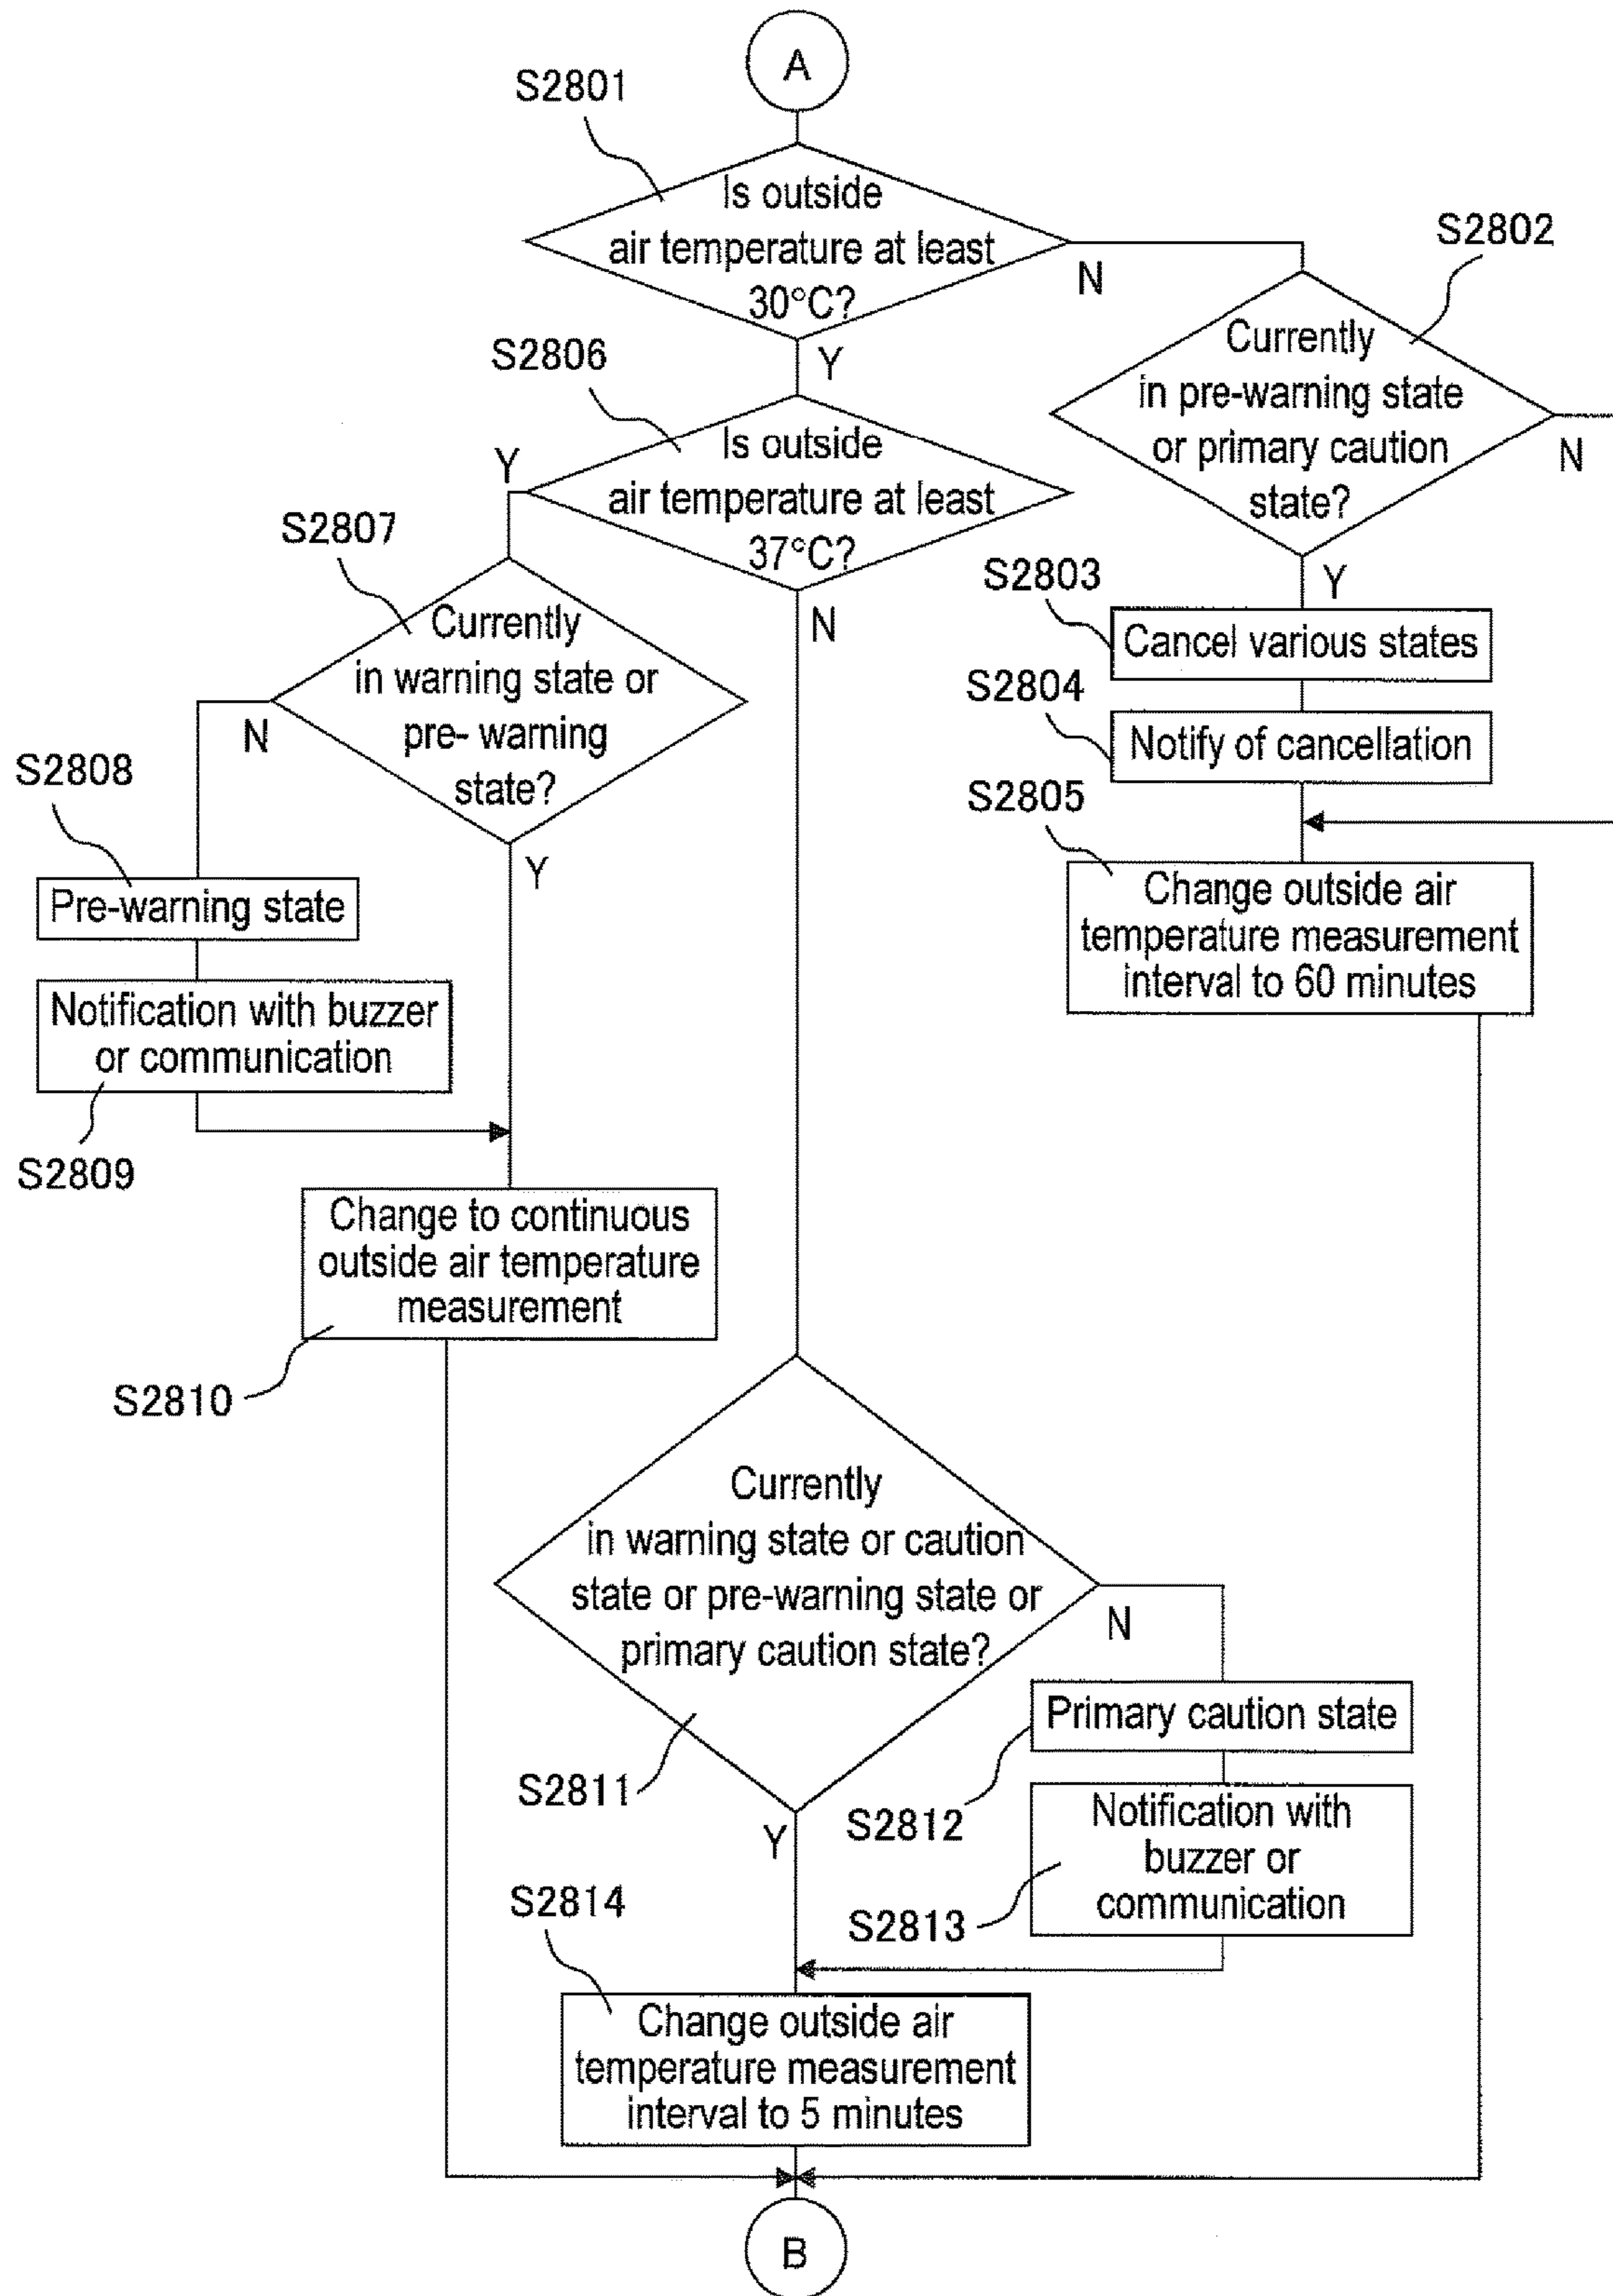 A
S2801
Is outside
air temperature at least
30°C?
N
Y
S2802
Currently
in pre-warning state
or primary caution
state?
N
Y
S2806
Is outside
air temperature at least
37°C?
Y
N
S2803
Cancel various states
S2804
Notify of cancellation
S2805
Change outside air
temperature measurement
interval to 60 minutes
S2807
Currently
in warning state or
pre- warning
state?
N
Y
S2808
Pre-warning state
Notification with buzzer
or communication
S2809
Change to continuous
outside air temperature
measurement
S2810
Currently
in warning state or caution
state or pre-warning state or
primary caution state?
N
Y
S2811
Primary caution state
S2812
Notification with
buzzer or
communication
S2813
S2814
Change outside air
temperature measurement
interval to 5 minutes
B